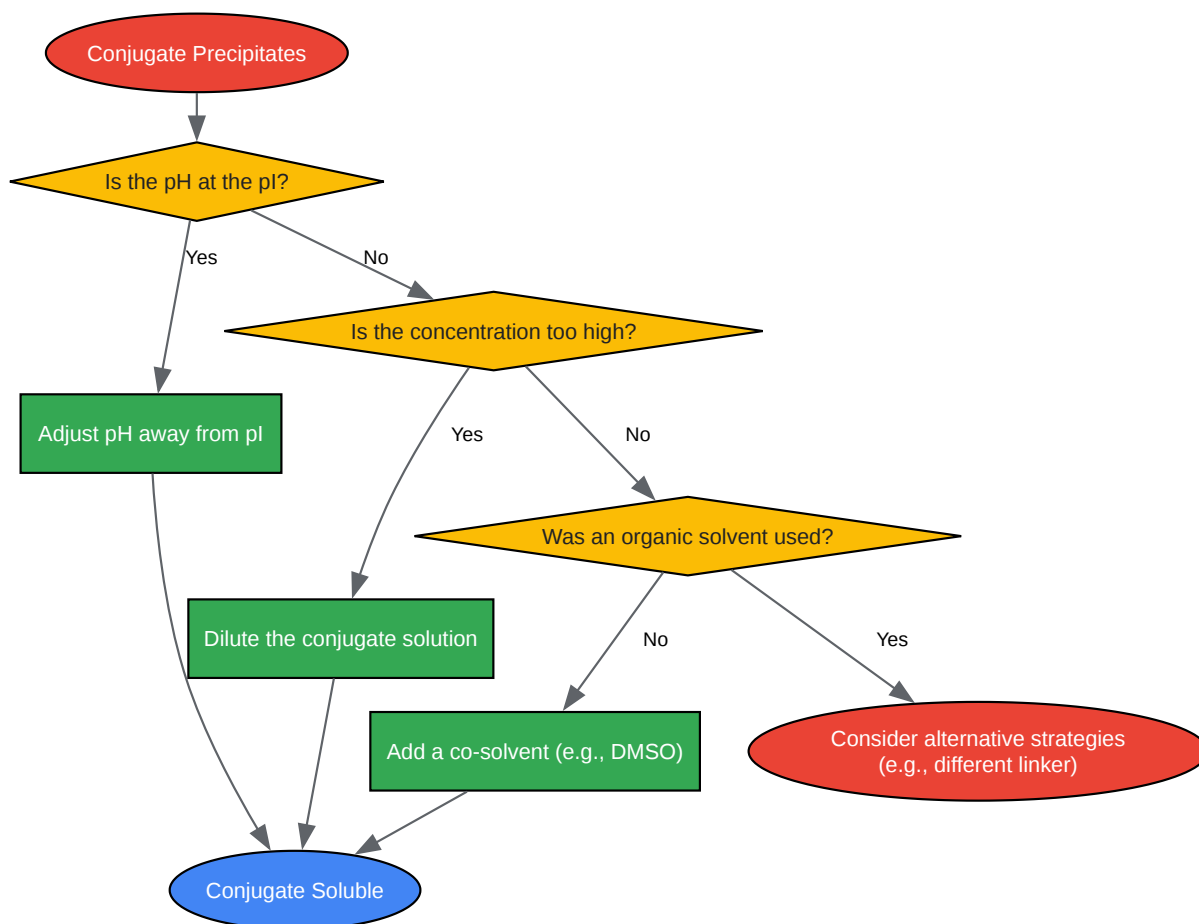 Conjugate Precipitates
Is the pH at the pI?
Yes
No
Is the concentration too high?
Adjust pH away from pI
Yes
No
Was an organic solvent used?
Dilute the conjugate solution
No
Yes
Add a co-solvent (e.g., DMSO)
Consider alternative strategies
(e.g., different linker)
Conjugate Soluble